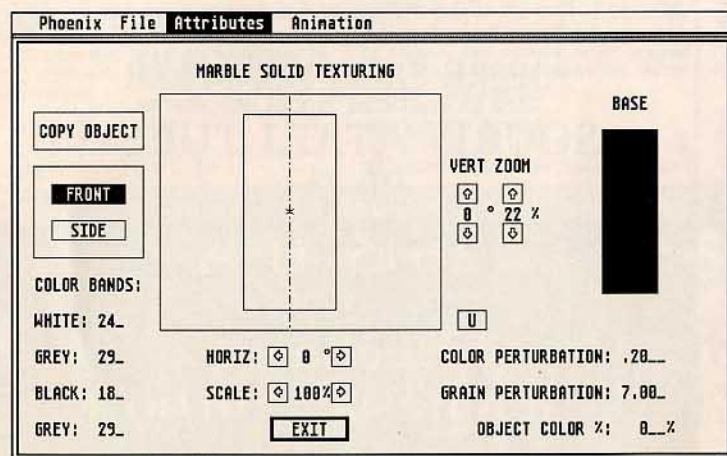 Phoenix File Attributes Animation
MARBLE SOLID TEXTURING
BASE
COPY OBJECT
VERT ZOOM
FRONT
0 ° 22 %
SIDE
COLOR BANDS:
WHITE: 24_
U
GREY: 29_
HORIZ: 0 °
COLOR PERTURBATION: .20__
BLACK: 18_
SCALE: 100%
GRAIN PERTURBATION: 7.00_
GREY: 29_
EXIT
OBJECT COLOR %: 0__%